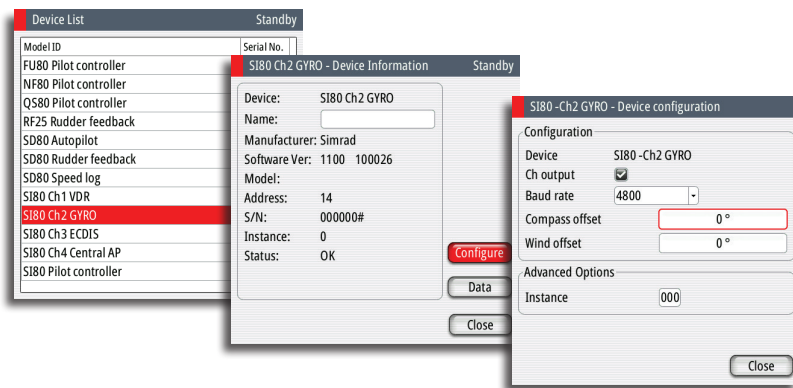 Device List Standby
Model ID Serial No.
FU80 Pilot controller
NF80 Pilot controller
QS80 Pilot controller
RF25 Rudder feedback
SD80 Autopilot
SD80 Rudder feedback
SD80 Speed log
SI80 Ch1 VDR
SI80 Ch2 GYRO
SI80 Ch3 ECDIS
SI80 Ch4 Central AP
SI80 Pilot controller
SI80 Ch2 GYRO - Device Information Standby
Device: SI80 Ch2 GYRO
Name:
Manufacturer: Simrad
Software Ver: 1100 100026
Model:
Address: 14
S/N: 000000#
Instance: 0
Status: OK
Configure
Data
Close
SI80 -Ch2 GYRO - Device configuration
Configuration
Device SI80 -Ch2 GYRO
Ch output
Baud rate 4800
Compass offset 0 °
Wind offset 0 °
Advanced Options
Instance 000
Close